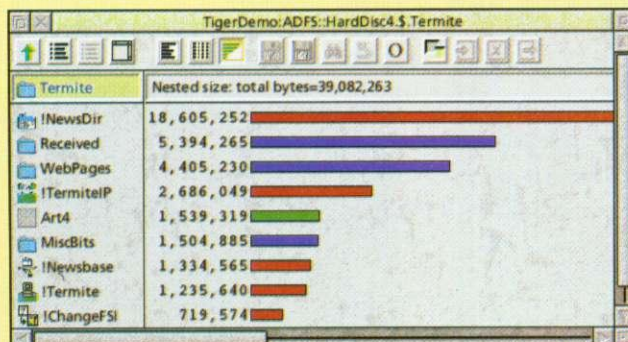 TigerDemo:ADFS::HardDisc4.$.Termite
O
Termite Nested size: total bytes=39,082,263
!NewsDir 18,605,252
Received 5,394,265
WebPages 4,405,230
!TermiteIP 2,686,049
Art4 1,539,319
MiscBits 1,504,885
!Newsbase 1,334,565
!Termite 1,235,640
!ChangeFSI 719,574